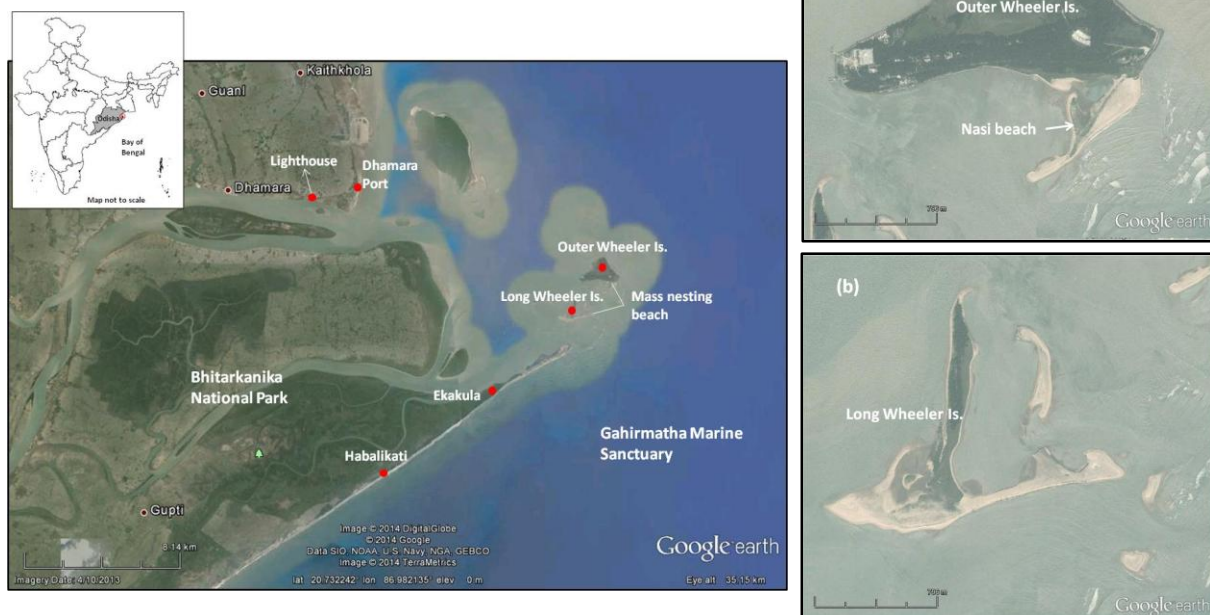 Odisha
Bay of
Bengal
Map not to scale
Kaithkhola
Guanl
Lighthouse
Dhamara
Port
Dhamara
Outer Wheeler Is.
Long Wheeler Is.
Mass nesting
beach
Bhitarkanika
National Park
Ekakula
Gahirmatha Marine
Sanctuary
Habalikati
Gupti
Image © 2014 DigitalGlobe
© 2014 Google
Data SIO, NOAA, U.S. Navy, NGA, GEBCO
Image © 2014 TerraMetrics
Google earth
8.14 km
Imagery Date: 4/10/2013
lat 20.732242° lon 86.982135° elev 0 m
Eye alt 35.15 km
Outer Wheeler Is.
Nasi beach
Google earth
(b)
Long Wheeler Is.
Google earth